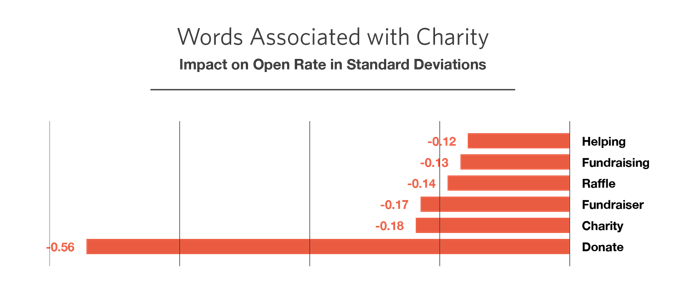 Words Associated with Charity
Impact on Open Rate in Standard Deviations
-0.12 Helping
-0.13 Fundraising
-0.14 Raffle
-0.17 Fundraiser
-0.18 Charity
-0.56 Donate